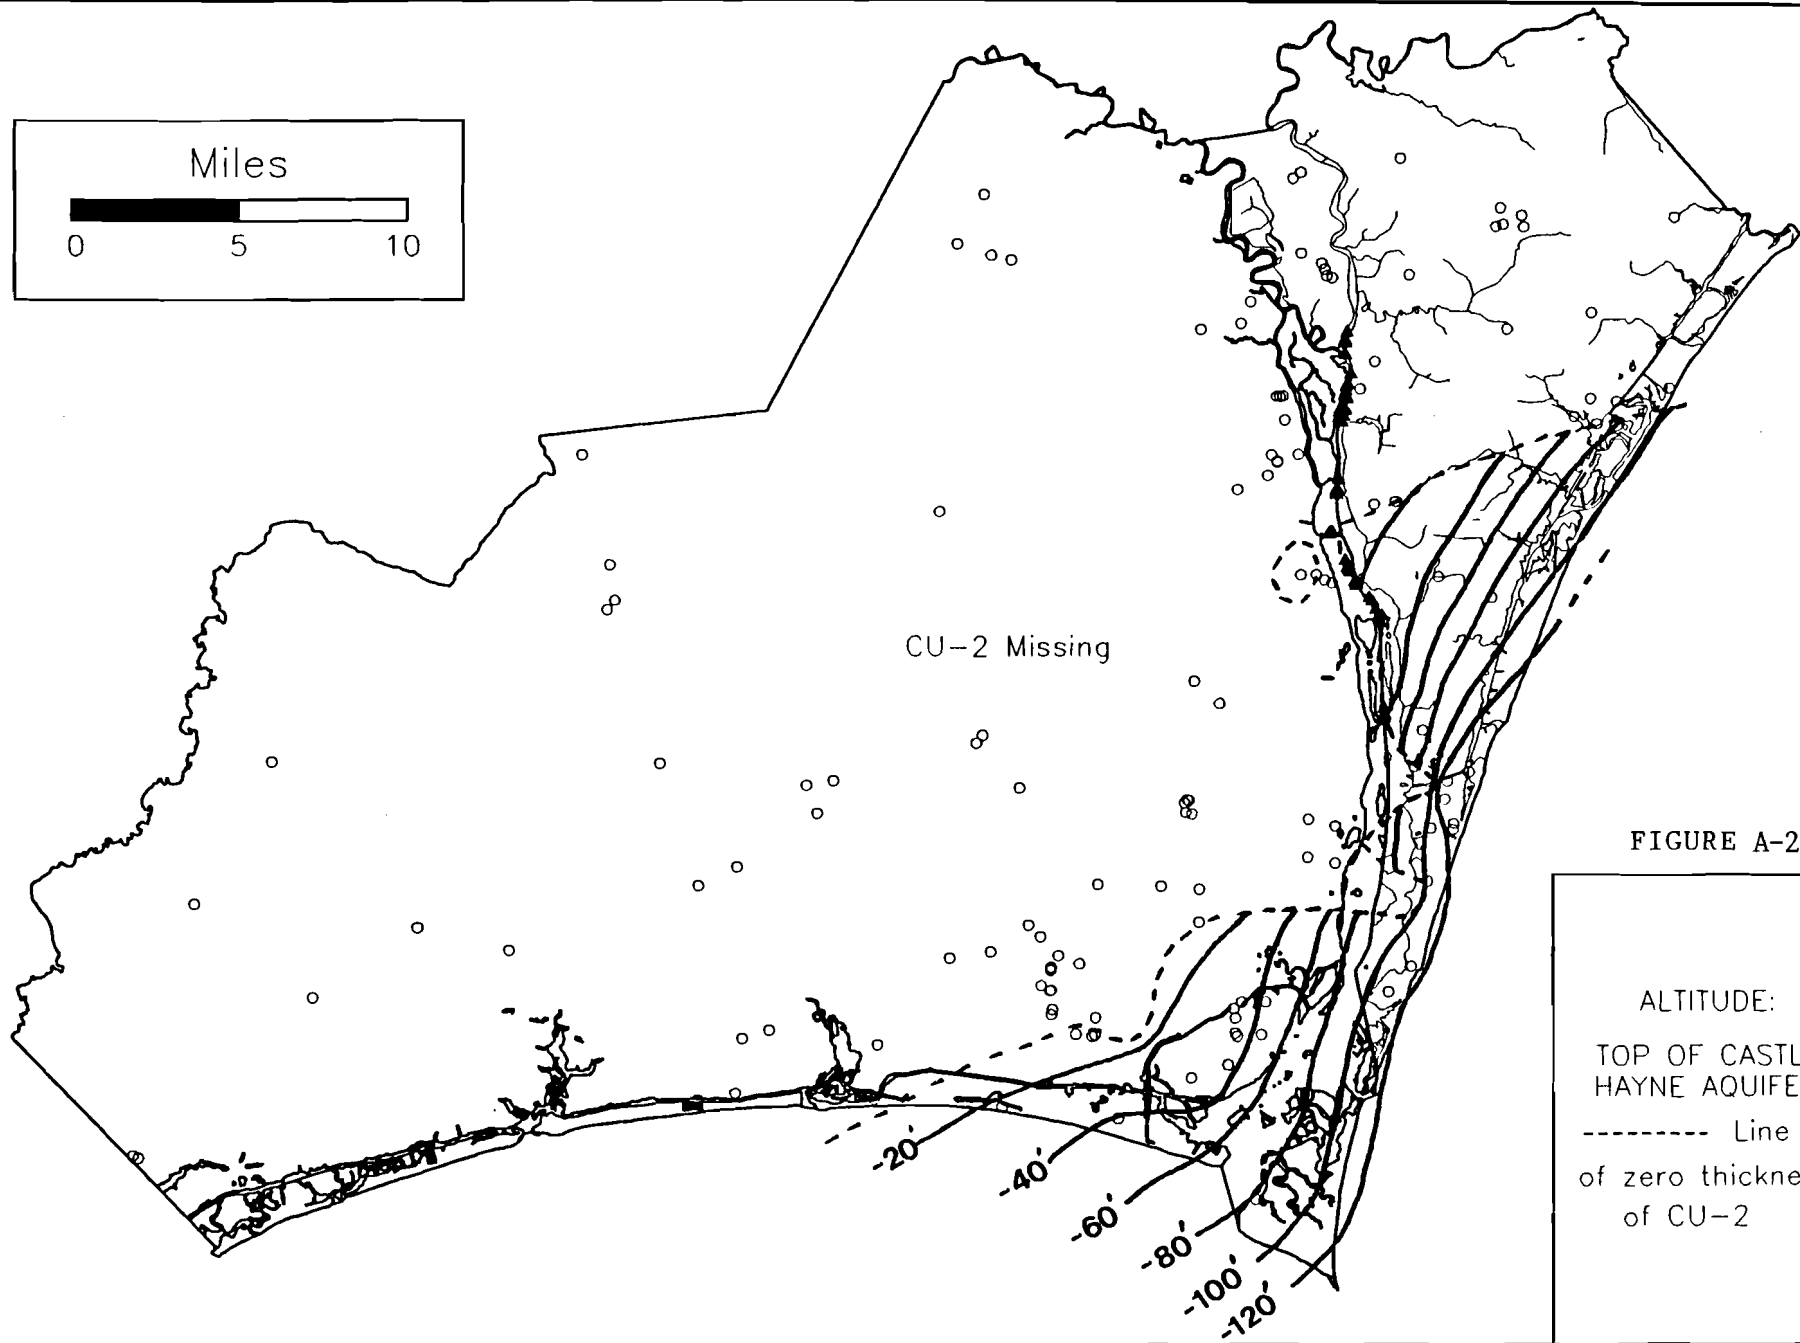 Miles
0 5 10
CU-2 Missing
FIGURE A-2
ALTITUDE:
TOP OF CASTL
HAYNE AQUIFE
--------- Line
of zero thickne
of CU-2
-20'
-40'
-60'
-80'
-100'
-120'